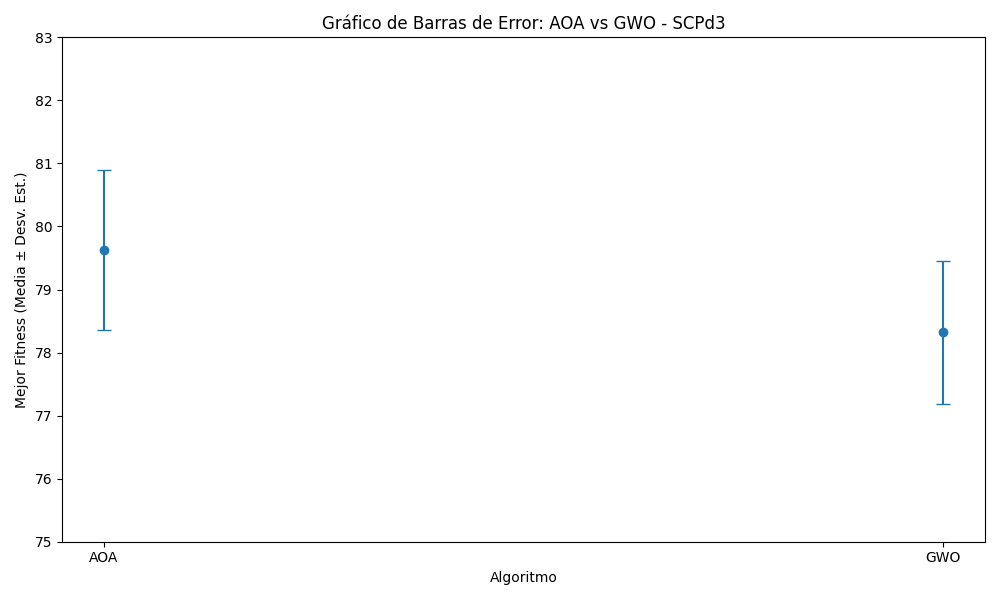 Gráfico de Barras de Error: AOA vs GWO - SCPd3
Mejor Fitness (Media ± Desv. Est.)
83
82
81
80
79
78
77
76
75
AOA
GWO
Algoritmo